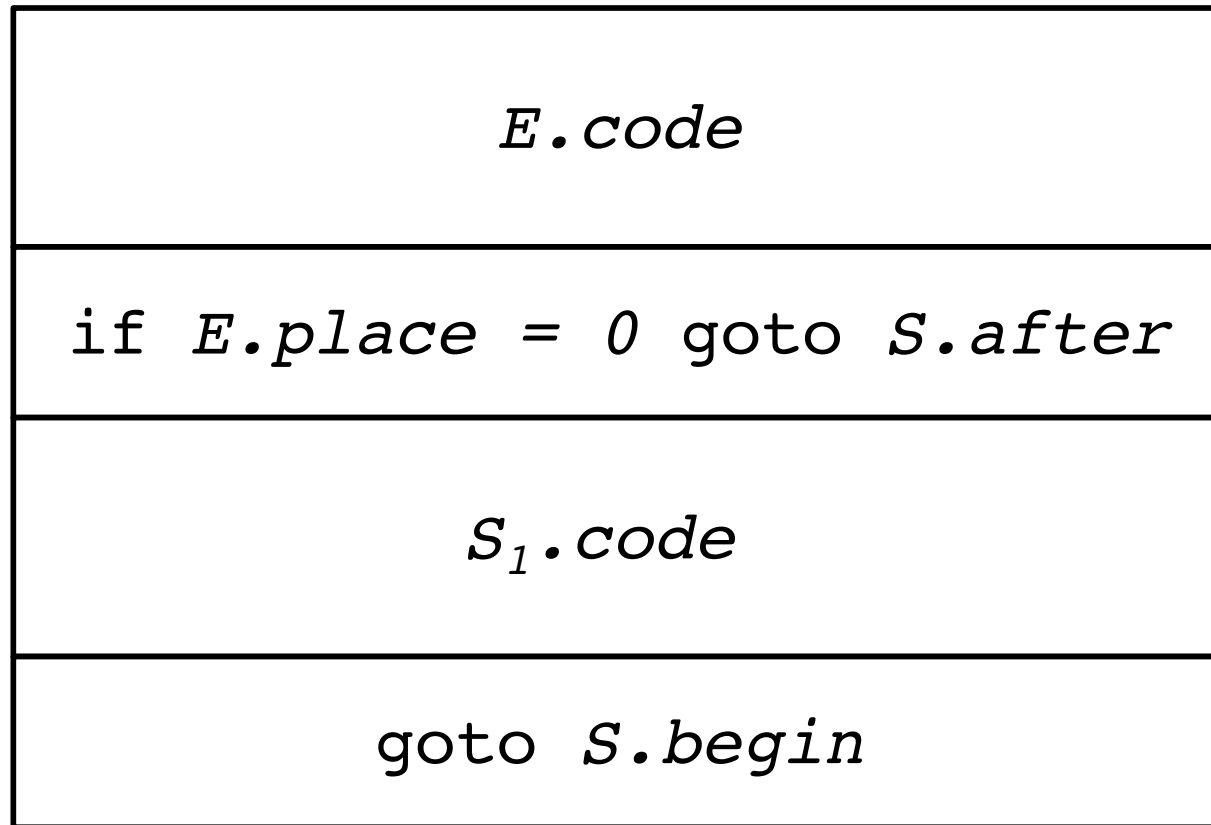 E.code
if E.place = 0 goto S.after
S₁.code
goto S.begin